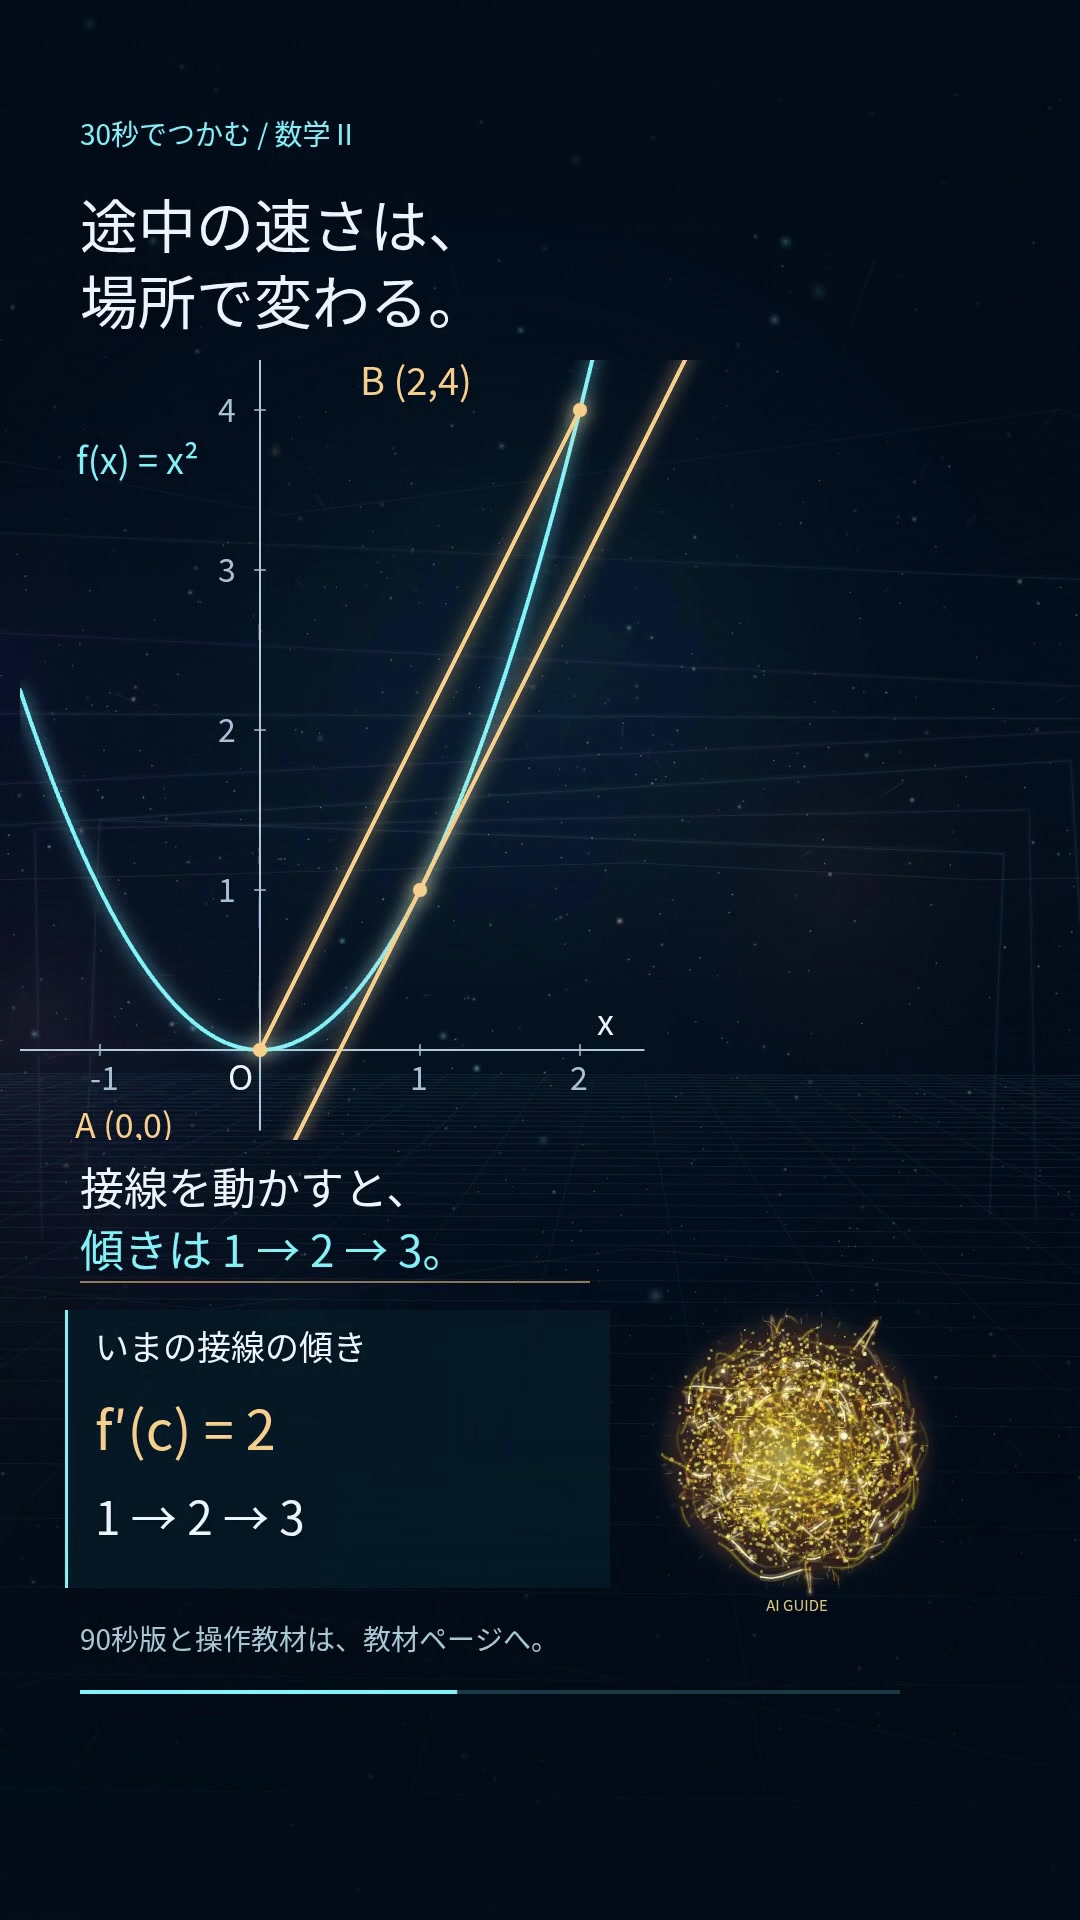 30秒でつかむ / 数学Ⅱ
途中の速さは、
場所で変わる。
B (2,4)
4
f(x) = x²
3
2
1
x
-1
O
1
2
A (0,0)
接線を動かすと、
傾きは 1 → 2 → 3。
いまの接線の傾き
f′(c) = 2
1 → 2 → 3
AI GUIDE
90秒版と操作教材は、教材ページへ。